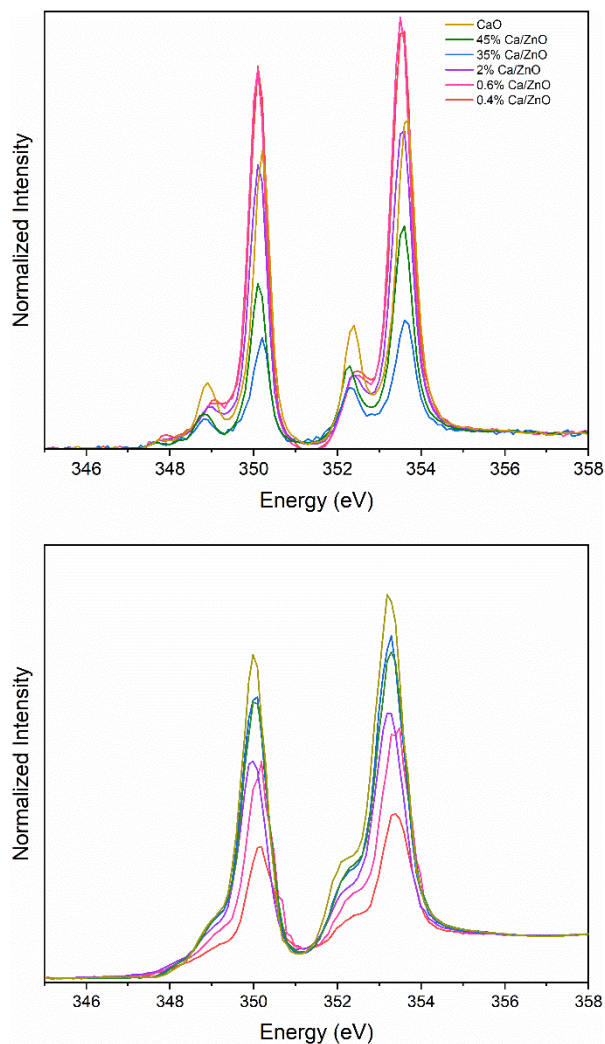 CaO
45% Ca/ZnO
35% Ca/ZnO
2% Ca/ZnO
0.6% Ca/ZnO
0.4% Ca/ZnO
Normalized Intensity
346 348 350 352 354 356 358
Energy (eV)
Normalized Intensity
346 348 350 352 354 356 358
Energy (eV)